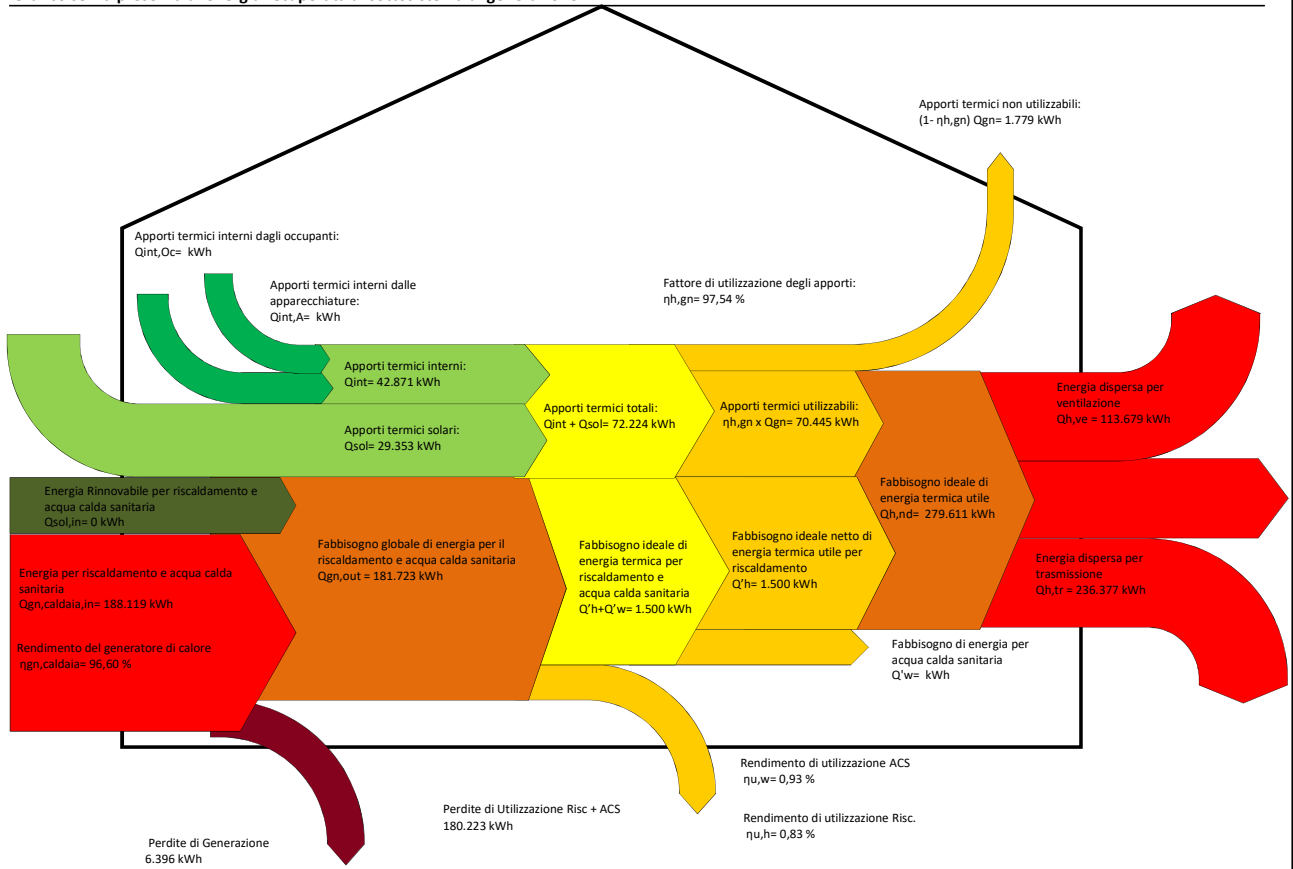 Apporti termici non utilizzabili:
(1- ηh,gn) Qgn= 1.779 kWh
Apporti termici interni dagli occupanti:
Qint,Oc= kWh
Apporti termici interni dalle
apparecchiature:
Qint,A= kWh
Fattore di utilizzazione degli apporti:
ηh,gn= 97,54 %
Apporti termici interni:
Qint= 42.871 kWh
Apporti termici totali:
Qint + Qsol= 72.224 kWh
Apporti termici utilizzabili:
ηh,gn x Qgn= 70.445 kWh
Energia dispersa per
ventilazione
Qh,ve = 113.679 kWh
Apporti termici solari:
Qsol= 29.353 kWh
Energia Rinnovabile per riscaldamento e
acqua calda sanitaria
Qsol,in= 0 kWh
Fabbisogno ideale di
energia termica utile
Qh,nd= 279.611 kWh
Fabbisogno globale di energia per il
riscaldamento e acqua calda sanitaria
Qgn,out = 181.723 kWh
Fabbisogno ideale di
energia termica per
riscaldamento e
acqua calda sanitaria
Q'h+Q'w= 1.500 kWh
Fabbisogno ideale netto di
energia termica utile per
riscaldamento
Q'h= 1.500 kWh
Energia dispersa per
trasmissione
Qh,tr = 236.377 kWh
Energia per riscaldamento e acqua calda
sanitaria
Qgn,caldaia,in= 188.119 kWh
Rendimento del generatore di calore
ηgn,caldaia= 96,60 %
Fabbisogno di energia per
acqua calda sanitaria
Q'w= kWh
Rendimento di utilizzazione ACS
ηu,w= 0,93 %
Rendimento di utilizzazione Risc.
ηu,h= 0,83 %
Perdite di Utilizzazione Risc + ACS
180.223 kWh
Perdite di Generazione
6.396 kWh